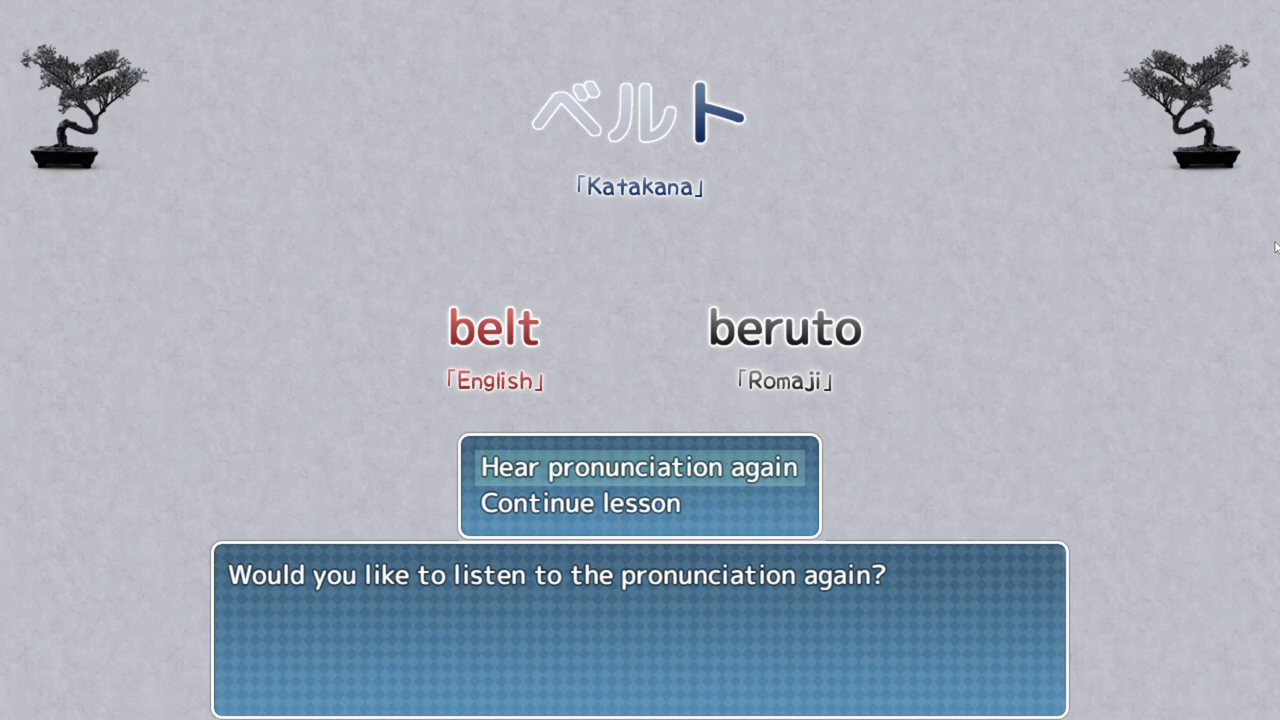 ベルト
「Katakana」
belt
beruto
「English」
「Romaji」
Hear pronunciation again
Continue lesson
Would you like to listen to the pronunciation again?